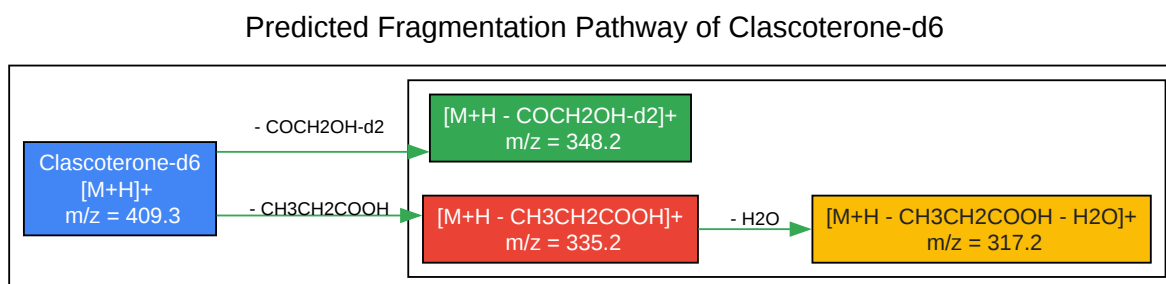 Predicted Fragmentation Pathway of Clascoterone-d6
Clascoterone-d6
[M+H]+
m/z = 409.3
- COCH2OH-d2
- CH3CH2COOH
[M+H - COCH2OH-d2]+
m/z = 348.2
[M+H - CH3CH2COOH]+
m/z = 335.2
- H2O
[M+H - CH3CH2COOH - H2O]+
m/z = 317.2